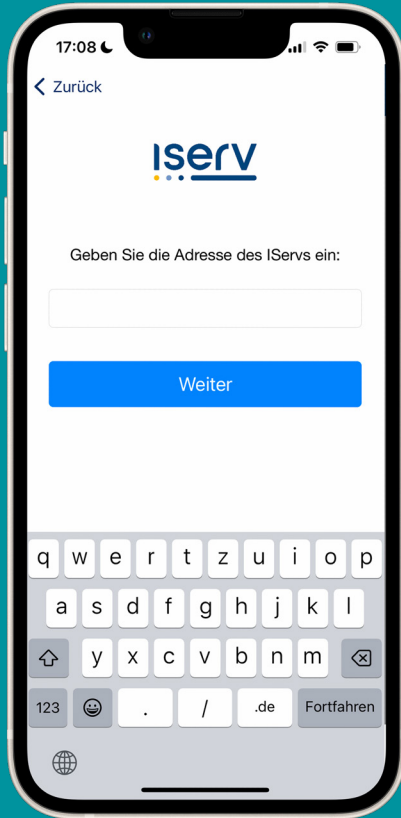 17:08
Zurück
Iserv
Geben Sie die Adresse des IServs ein:
Weiter
q w e r t z u i o p
a s d f g h j k l
y x c v b n m
123 . / .de Fortfahren